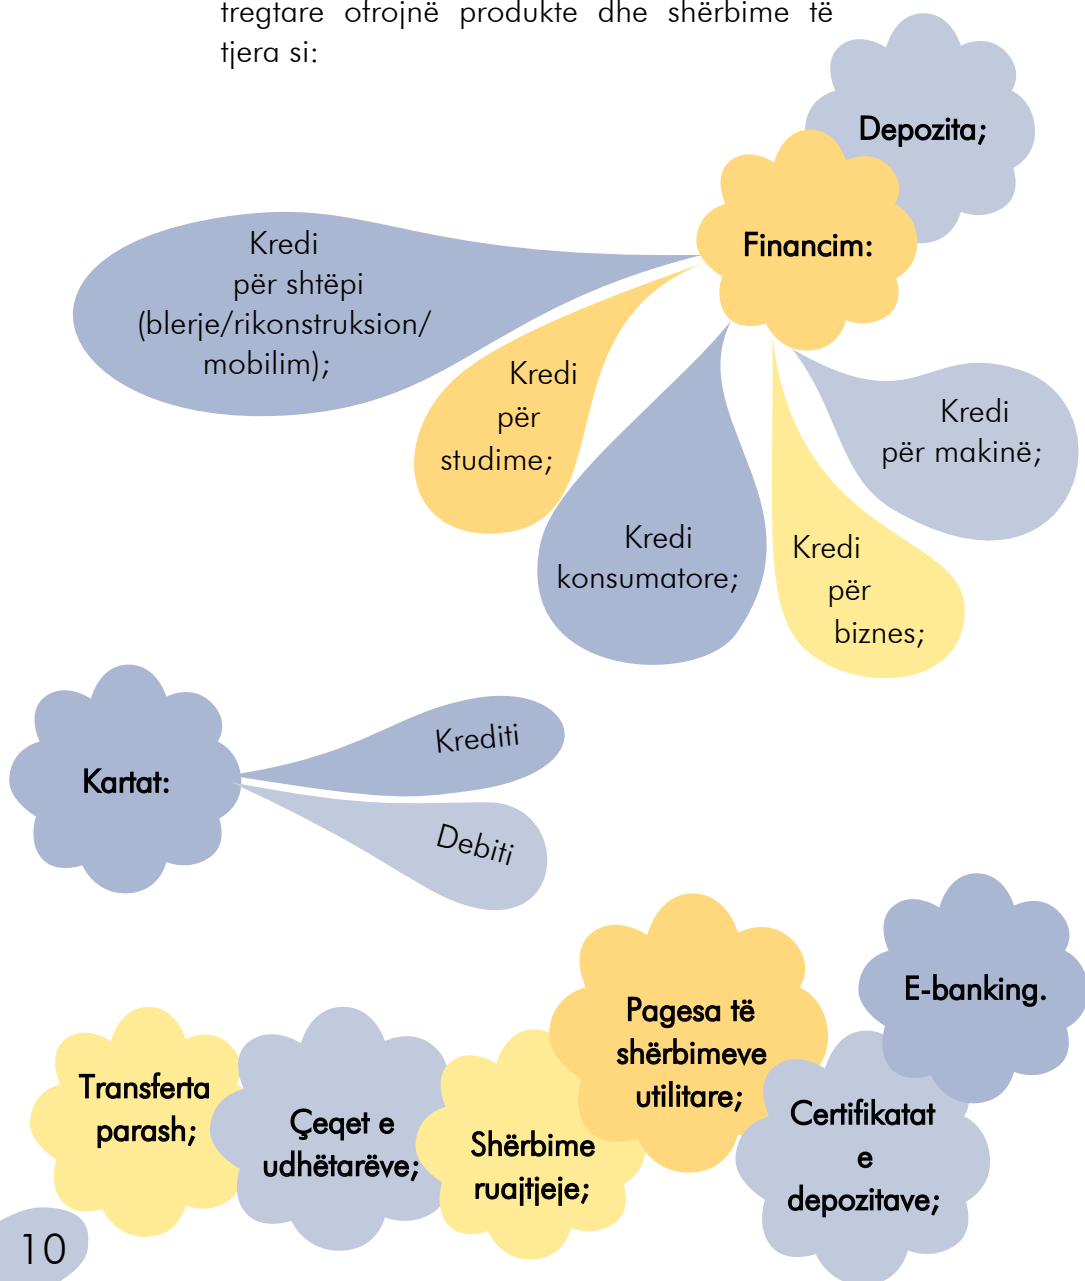 tregtare ofrojnë produkte dhe shërbime të
tjera si:
Depozita;
Financim:
Kredi
për shtëpi
(blerje/rikonstruksion/
mobilim);
Kredi
për
studime;
Kredi
konsumatore;
Kredi
për
biznes;
Kredi
për makinë;
Kartat:
Krediti
Debiti
Transferta
parash;
Çeqet e
udhëtarëve;
Shërbime
ruajtjeje;
Pagesa të
shërbimeve
utilitare;
Certifikatat
e
depozitave;
E-banking.
10